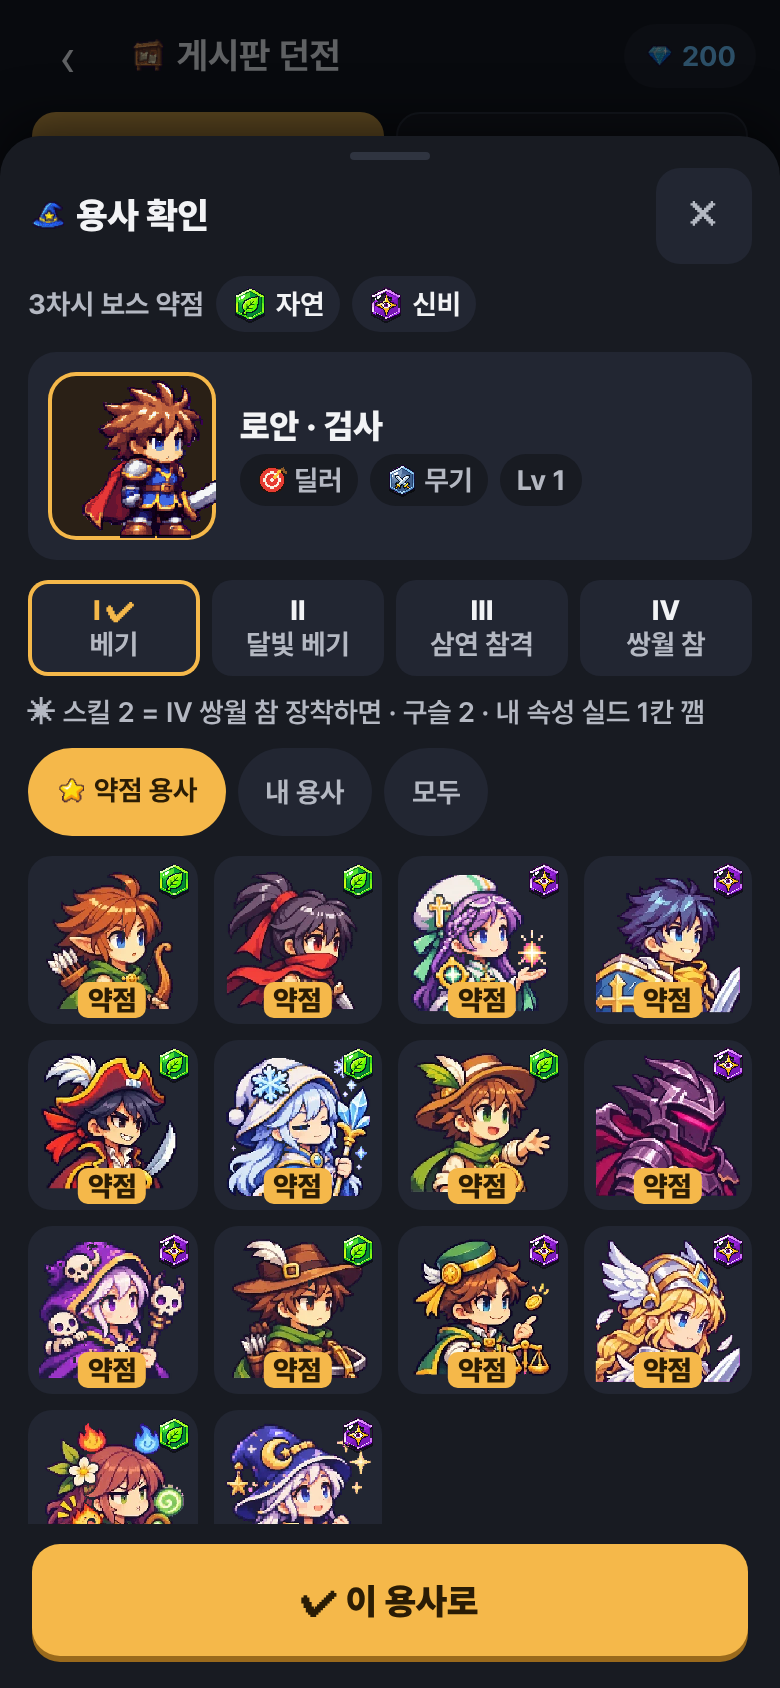 게시판 던전
200
용사 확인
3차시 보스 약점 자연 신비
로안 · 검사
딜러 무기 Lv 1
I II III IV
베기 달빛 베기 삼연 참격 쌍월 참
스킬 2 = IV 쌍월 참 장착하면 · 구슬 2 · 내 속성 실드 1칸 깸
약점 용사 내 용사 모두
약점 약점 약점 약점
약점 약점 약점 약점
약점 약점 약점 약점
이 용사로